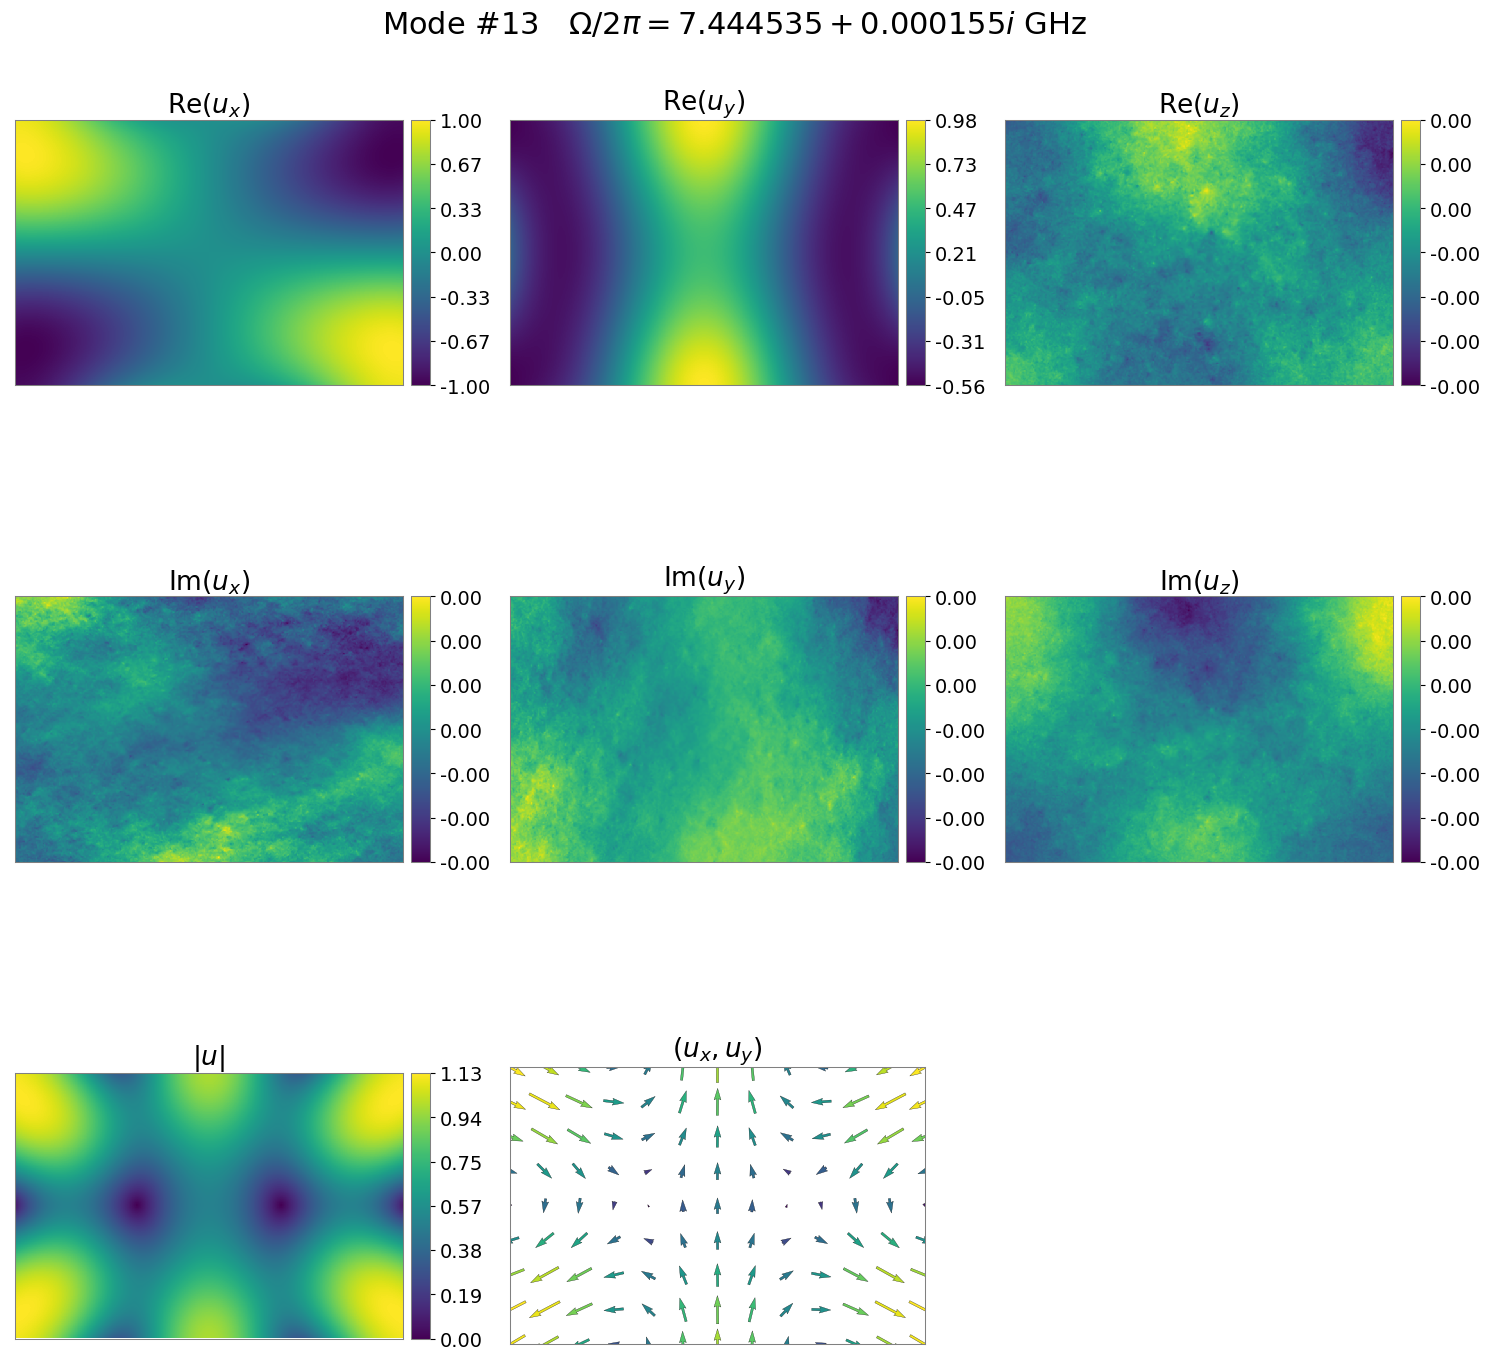 Mode #13 Ω/2π = 7.444535 + 0.000155i GHz
Re(u_x) Re(u_y) Re(u_z)
1.00 0.98 0.00
0.67 0.73 0.00
0.33 0.47 0.00
0.00 0.21 -0.00
-0.33 -0.05 -0.00
-0.67 -0.31 -0.00
-1.00 -0.56 -0.00
Im(u_x) Im(u_y) Im(u_z)
0.00 0.00 0.00
0.00 0.00 0.00
0.00 0.00 0.00
0.00 -0.00 -0.00
-0.00 -0.00 -0.00
-0.00 -0.00 -0.00
-0.00 -0.00 -0.00
|u| (u_x, u_y)
1.13
0.94
0.75
0.57
0.38
0.19
0.00